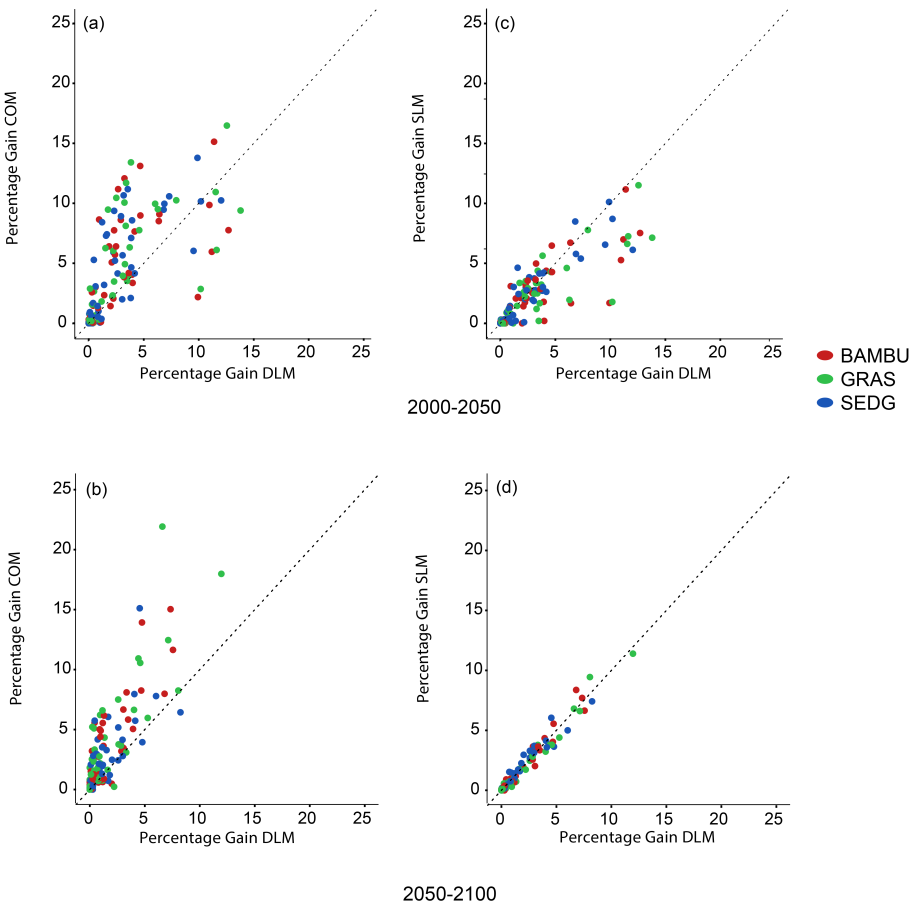 (a)
Percentage Gain COM
25
20
15
10
5
0
0 5 10 15 20 25
Percentage Gain DLM
(c)
Percentage Gain SLM
25
20
15
10
5
0
0 5 10 15 20 25
Percentage Gain DLM
BAMBU
GRAS
SEDG
2000-2050
(b)
Percentage Gain COM
25
20
15
10
5
0
0 5 10 15 20 25
Percentage Gain DLM
(d)
Percentage Gain SLM
25
20
15
10
5
0
0 5 10 15 20 25
Percentage Gain DLM
2050-2100